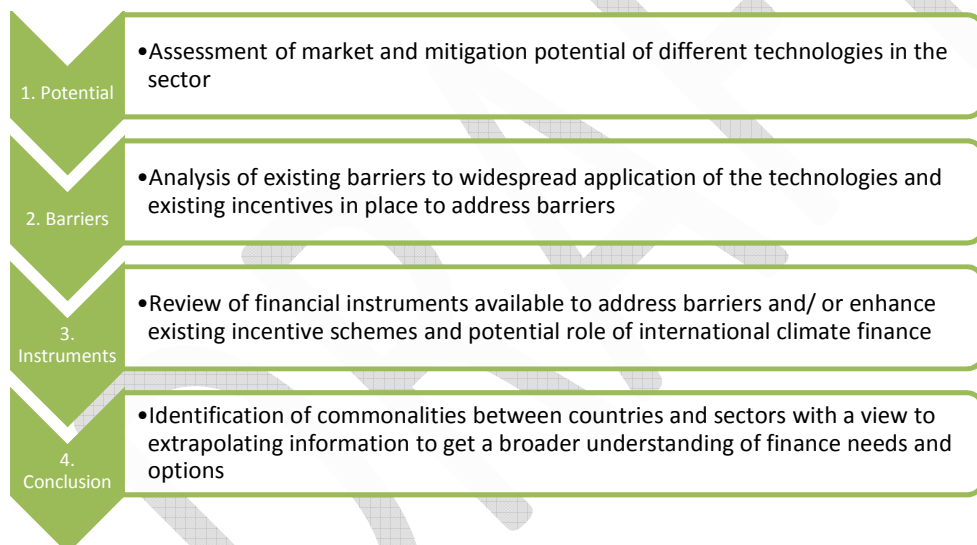 1. Potential
•Assessment of market and mitigation potential of different technologies in the
sector
2. Barriers
•Analysis of existing barriers to widespread application of the technologies and
existing incentives in place to address barriers
3.
Instruments
•Review of financial instruments available to address barriers and/ or enhance
existing incentive schemes and potential role of international climate finance
4.
Conclusion
•Identification of commonalities between countries and sectors with a view to
extrapolating information to get a broader understanding of finance needs and
options